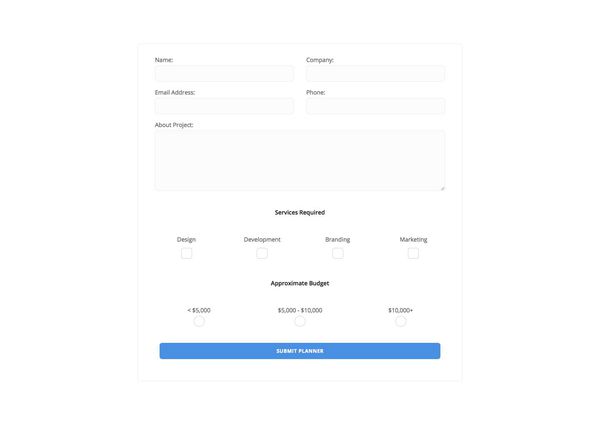 Name: Company:
Email Address: Phone:
About Project:
Services Required
Design Development Branding Marketing
Approximate Budget
< $5,000 $5,000 - $10,000 $10,000+
SUBMIT PLANNER